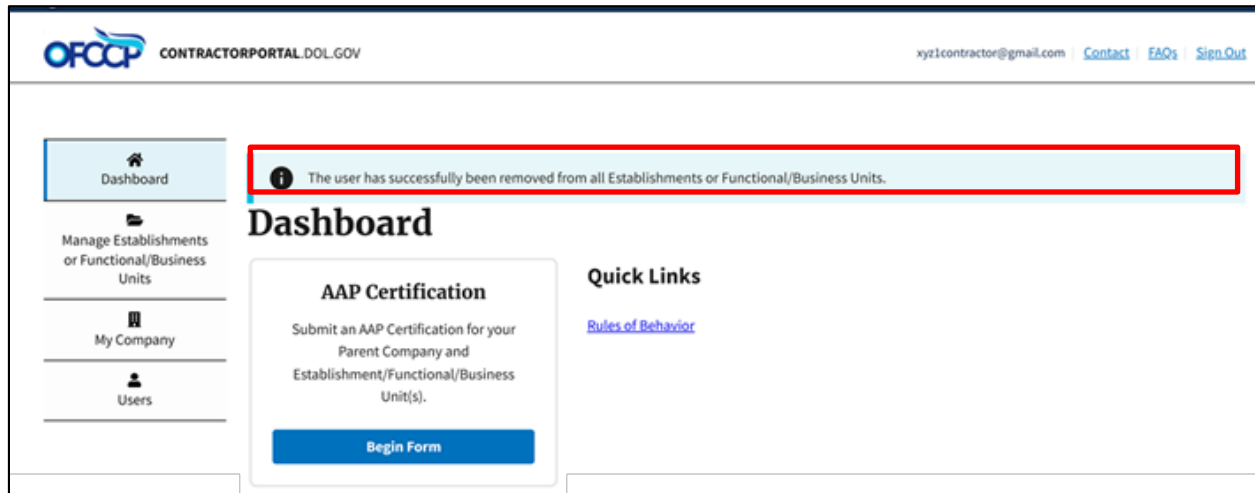 OFCCP CONTRACTORPORTAL.DOL.GOV
xyz1contractor@gmail.com Contact FAQs Sign Out
Dashboard
Manage Establishments
or Functional/Business
Units
My Company
Users
The user has successfully been removed from all Establishments or Functional/Business Units.
Dashboard
AAP Certification
Submit an AAP Certification for your
Parent Company and
Establishment/Functional/Business
Unit(s).
Begin Form
Quick Links
Rules of Behavior